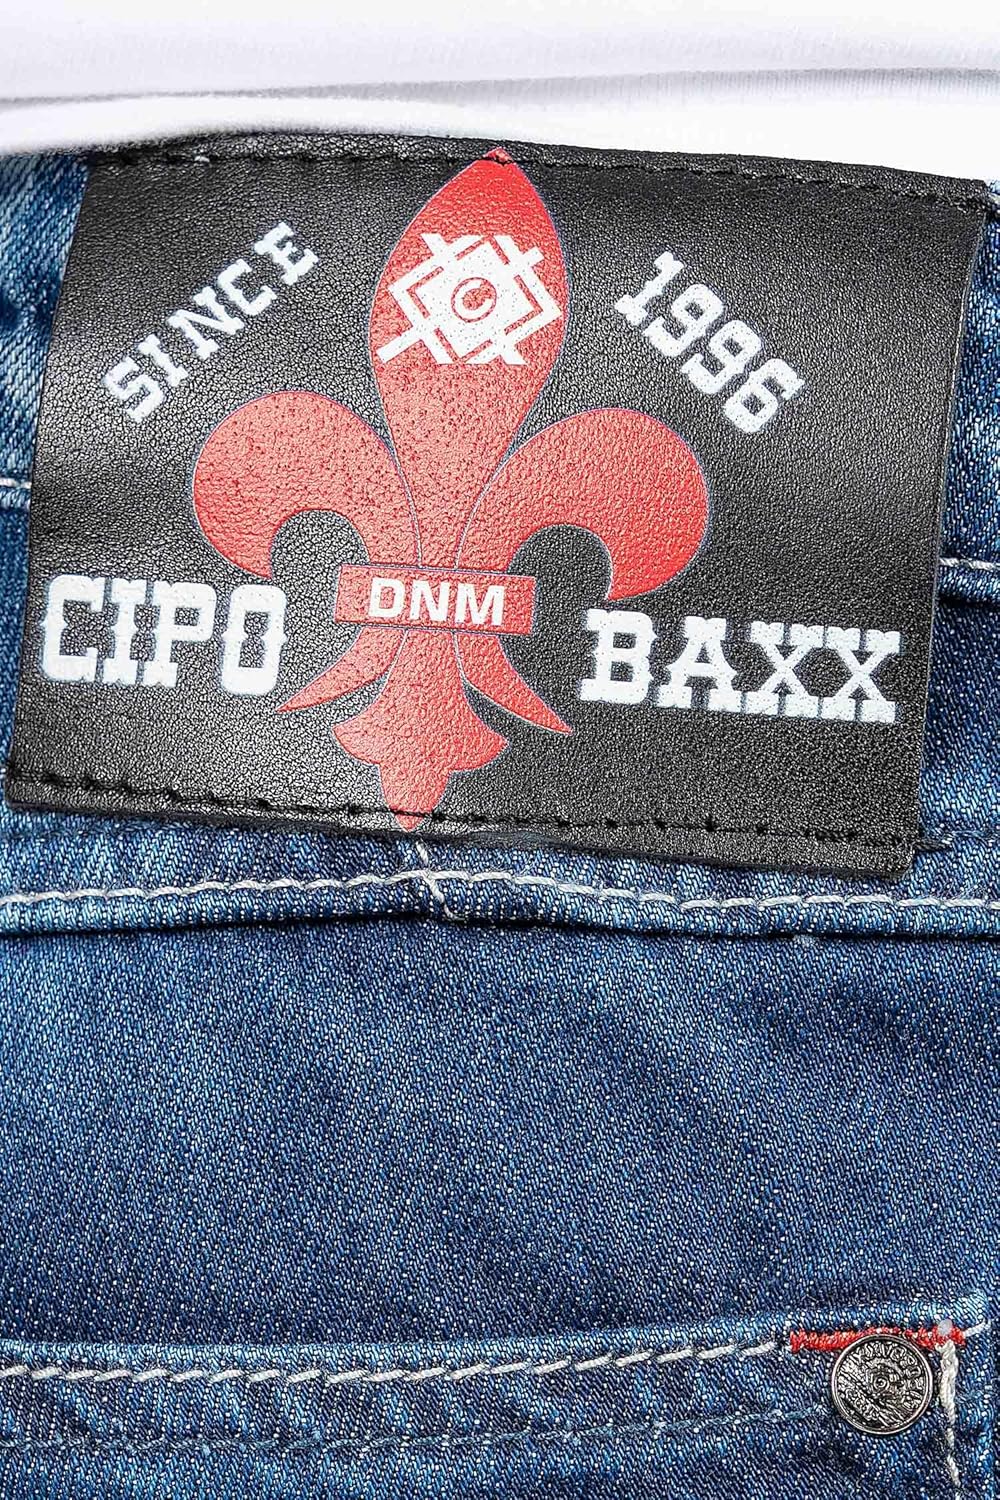 SINCE 1996
C
DNM
CIPO BAXX